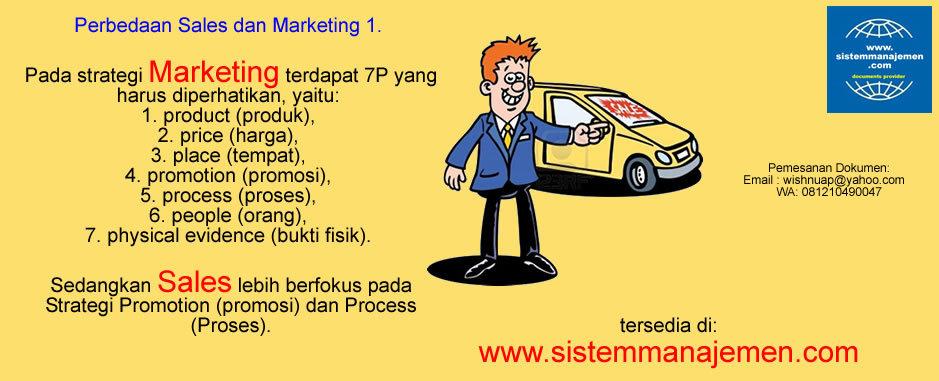 Perbedaan Sales dan Marketing 1.
Pada strategi Marketing terdapat 7P yang
harus diperhatikan, yaitu:
1. product (produk),
2. price (harga),
3. place (tempat),
4. promotion (promosi),
5. process (proses),
6. people (orang),
7. physical evidence (bukti fisik).
Sedangkan Sales lebih berfokus pada
Strategi Promotion (promosi) dan Process
(Proses).
www.
sistemmanajemen
.com
documents provider
Pemesanan Dokumen:
Email : wishnuap@yahoo.com
WA: 081210490047
tersedia di:
www.sistemmanajemen.com